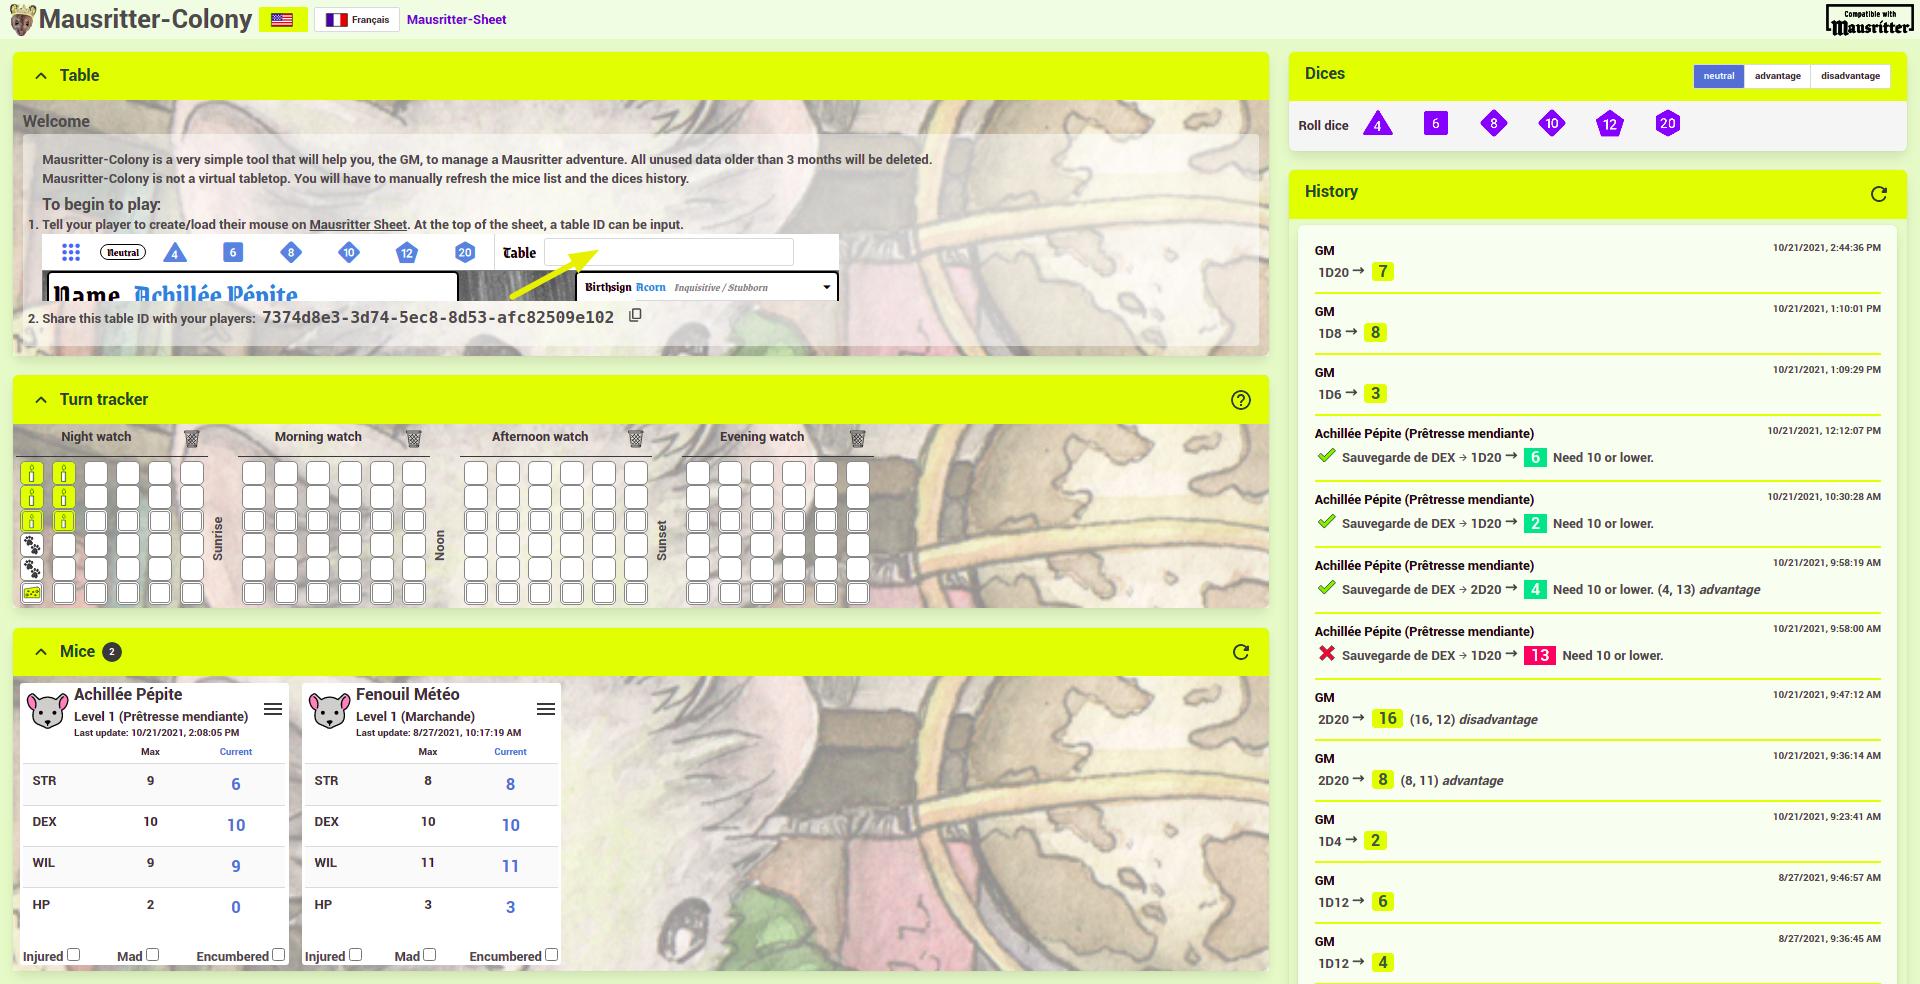 Mausritter-Colony
Français
Mausritter-Sheet
Compatible with
Mausritter
Table
Welcome
Mausritter-Colony is a very simple tool that will help you, the GM, to manage a Mausritter adventure. All unused data older than 3 months will be deleted.
Mausritter-Colony is not a virtual tabletop. You will have to manually refresh the mice list and the dices history.
To begin to play:
1. Tell your player to create/load their mouse on Mausritter Sheet. At the top of the sheet, a table ID can be input.
Neutral 4 6 8 10 12 20 Table
Name Achillée Pépite
Birthsign Acorn Inquisitive / Stubborn
2. Share this table ID with your players: 7374d8e3-3d74-5ec8-8d53-afc82509e102
Turn tracker
Night watch
Morning watch
Afternoon watch
Evening watch
Sunrise
Noon
Sunset
Mice 2
Achillée Pépite
Level 1 (Prêtresse mendiante)
Last update: 10/21/2021, 2:08:05 PM
Max Current
STR 9 6
DEX 10 10
WIL 9 9
HP 2 0
Injured Mad Encumbered
Fenouil Météo
Level 1 (Marchande)
Last update: 8/27/2021, 10:17:19 AM
Max Current
STR 8 8
DEX 10 10
WIL 11 11
HP 3 3
Injured Mad Encumbered
Dices
neutral advantage disadvantage
Roll dice 4 6 8 10 12 20
History
GM 10/21/2021, 2:44:36 PM
1D20 → 7
GM 10/21/2021, 1:10:01 PM
1D8 → 8
GM 10/21/2021, 1:09:29 PM
1D6 → 3
Achillée Pépite (Prêtresse mendiante) 10/21/2021, 12:12:07 PM
Sauvegarde de DEX → 1D20 → 6 Need 10 or lower.
Achillée Pépite (Prêtresse mendiante) 10/21/2021, 10:30:28 AM
Sauvegarde de DEX → 1D20 → 2 Need 10 or lower.
Achillée Pépite (Prêtresse mendiante) 10/21/2021, 9:58:19 AM
Sauvegarde de DEX → 2D20 → 4 Need 10 or lower. (4, 13) advantage
Achillée Pépite (Prêtresse mendiante) 10/21/2021, 9:58:00 AM
Sauvegarde de DEX → 1D20 → 13 Need 10 or lower.
GM 10/21/2021, 9:47:12 AM
2D20 → 16 (16, 12) disadvantage
GM 10/21/2021, 9:36:14 AM
2D20 → 8 (8, 11) advantage
GM 10/21/2021, 9:23:41 AM
1D4 → 2
GM 8/27/2021, 9:46:57 AM
1D12 → 6
GM 8/27/2021, 9:36:45 AM
1D12 → 4